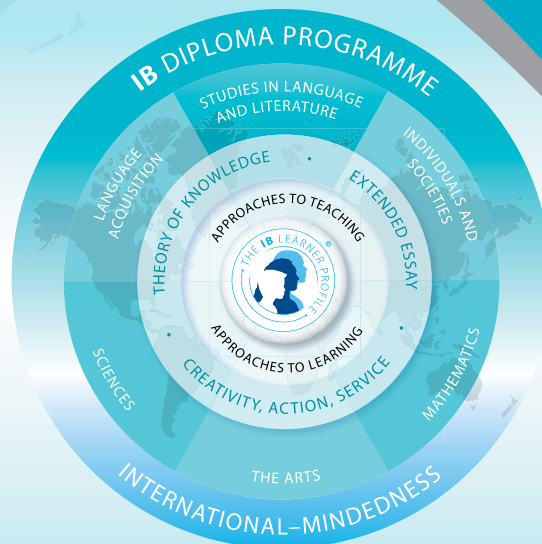 IB DIPLOMA PROGRAMME
STUDIES IN LANGUAGE
AND LITERATURE
LANGUAGE
ACQUISITION
INDIVIDUALS AND
SOCIETIES
THEORY OF KNOWLEDGE
EXTENDED ESSAY
APPROACHES TO TEACHING
THE IB LEARNER PROFILE
®
APPROACHES TO LEARNING
CREATIVITY, ACTION, SERVICE
SCIENCES
MATHEMATICS
THE ARTS
INTERNATIONAL–MINDEDNESS